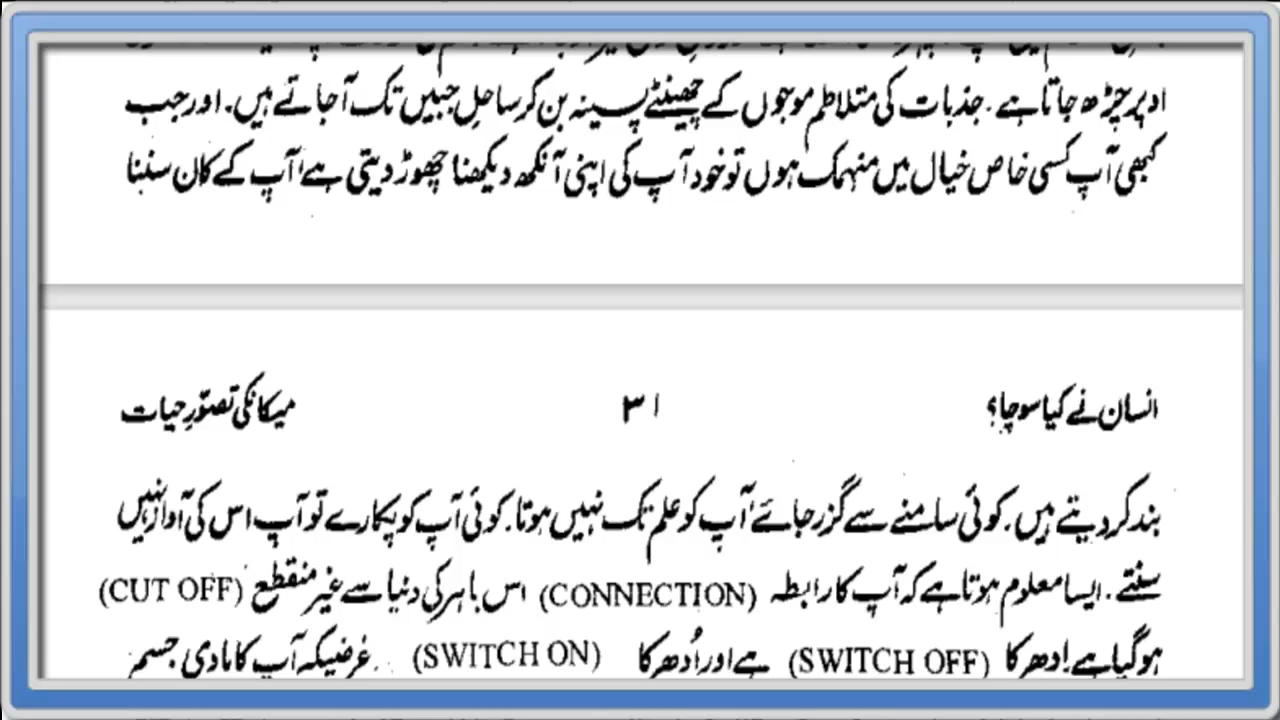 اوپر چڑھ جاتا ہے. جذبات کی متلاطم موجوں کے چھینٹے پسینہ بن کر ساحلِ جبیں تک آجاتے ہیں. اور جب
کبھی آپ کسی خاص خیال میں منہمک ہوں تو خود آپ کی اپنی آنکھ دیکھنا چھوڑ دیتی ہے، آپ کے کان سننا
انسان نے کیا سوچا؟ ۳۱ میکانکی تصوّرِ حیات
بند کر دیتے ہیں. کوئی سامنے سے گزر جائے، آپ کو علم تک نہیں ہوتا. کوئی آپ کو پکارے تو آپ اس کی آواز نہیں
سنتے. ایسا معلوم ہوتا ہے کہ آپ کا رابطہ (CONNECTION) اس باہر کی دنیا سے غیر منقطع (CUT OFF)
ہو گیا ہے اِدھر کا (SWITCH OFF) ہے اور اُدھر کا (SWITCH ON) . غرضیکہ آپ کا مادی جسم